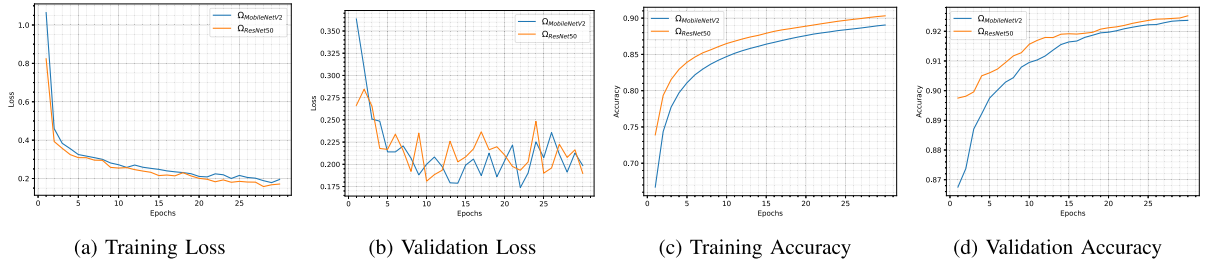 1.0
0.8
0.6
0.4
0.2
Loss
0 5 10 15 20 25
Epochs
Ω_MobileNetV2
Ω_ResNet50
(a) Training Loss
0.350
0.325
0.300
0.275
0.250
0.225
0.200
0.175
Loss
0 5 10 15 20 25
Epochs
Ω_MobileNetV2
Ω_ResNet50
(b) Validation Loss
0.90
0.85
0.80
0.75
0.70
Accuracy
0 5 10 15 20 25
Epochs
Ω_MobileNetV2
Ω_ResNet50
(c) Training Accuracy
0.92
0.91
0.90
0.89
0.88
0.87
Accuracy
0 5 10 15 20 25
Epochs
Ω_MobileNetV2
Ω_ResNet50
(d) Validation Accuracy